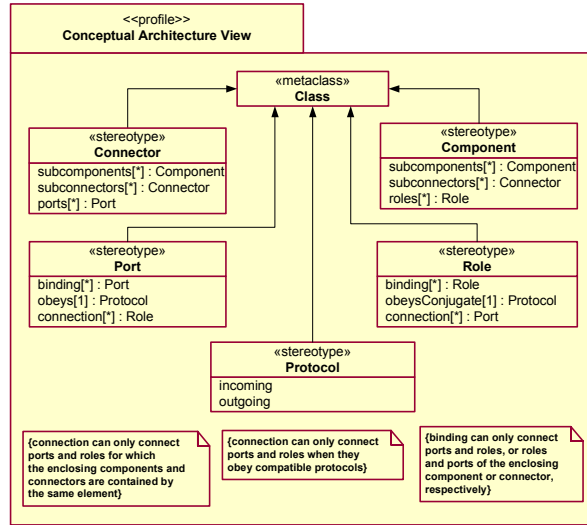 <<profile>>
Conceptual Architecture View
«metaclass»
Class
«stereotype»
Connector
subcomponents[*] : Component
subconnectors[*] : Connector
ports[*] : Port
«stereotype»
Component
subcomponents[*] : Component
subconnectors[*] : Connector
roles[*] : Role
«stereotype»
Port
binding[*] : Port
obeys[1] : Protocol
connection[*] : Role
«stereotype»
Role
binding[*] : Role
obeysConjugate[1] : Protocol
connection[*] : Port
«stereotype»
Protocol
incoming
outgoing
{connection can only connect
ports and roles for which
the enclosing components and
connectors are contained by
the same element}
{connection can only connect
ports and roles when they
obey compatible protocols}
{binding can only connect
ports and roles, or roles
and ports of the enclosing
component or connector,
respectively}